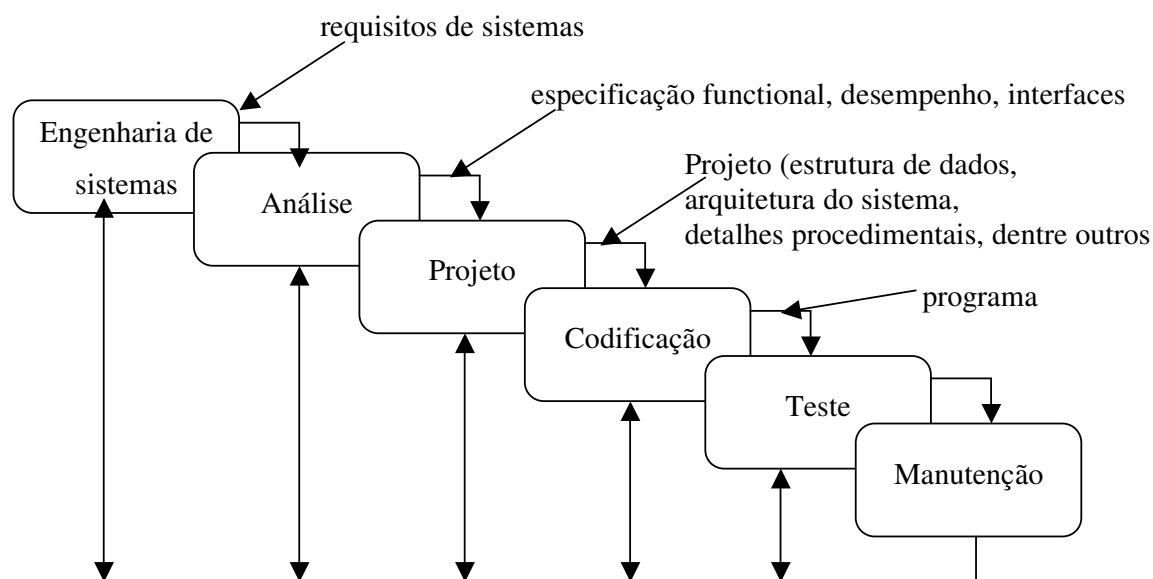 requisitos de sistemas
Engenharia de
sistemas
especificação functional, desempenho, interfaces
Análise
Projeto (estrutura de dados,
arquitetura do sistema,
detalhes procedimentais, dentre outros
Projeto
programa
Codificação
Teste
Manutenção